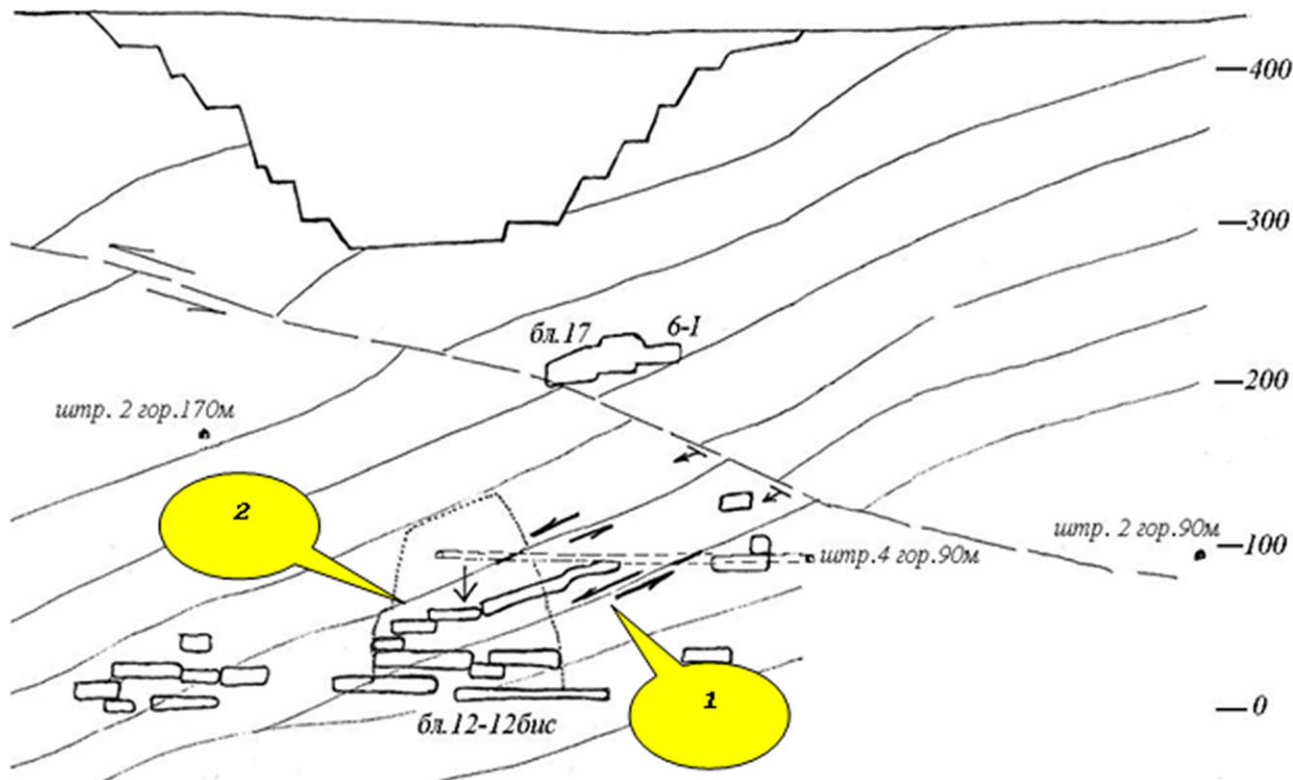 —400
—300
бл.17
6-I
—200
штр. 2 гор.170м
2
штр. 2 гор.90м
—100
штр.4 гор.90м
1
—0
бл.12-12бис